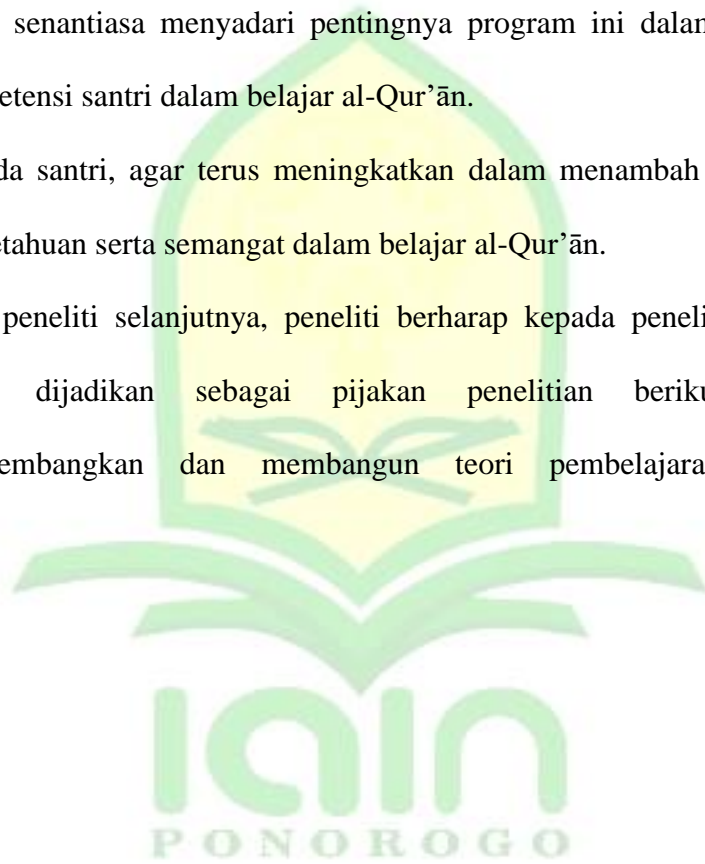 senantiasa menyadari pentingnya program ini dalam
etensi santri dalam belajar al-Qur’ān.
da santri, agar terus meningkatkan dalam menambah
etahuan serta semangat dalam belajar al-Qur’ān.
peneliti selanjutnya, peneliti berharap kepada peneli
dijadikan sebagai pijakan penelitian beriku
embangkan dan membangun teori pembelajara
iain
PONOROGO